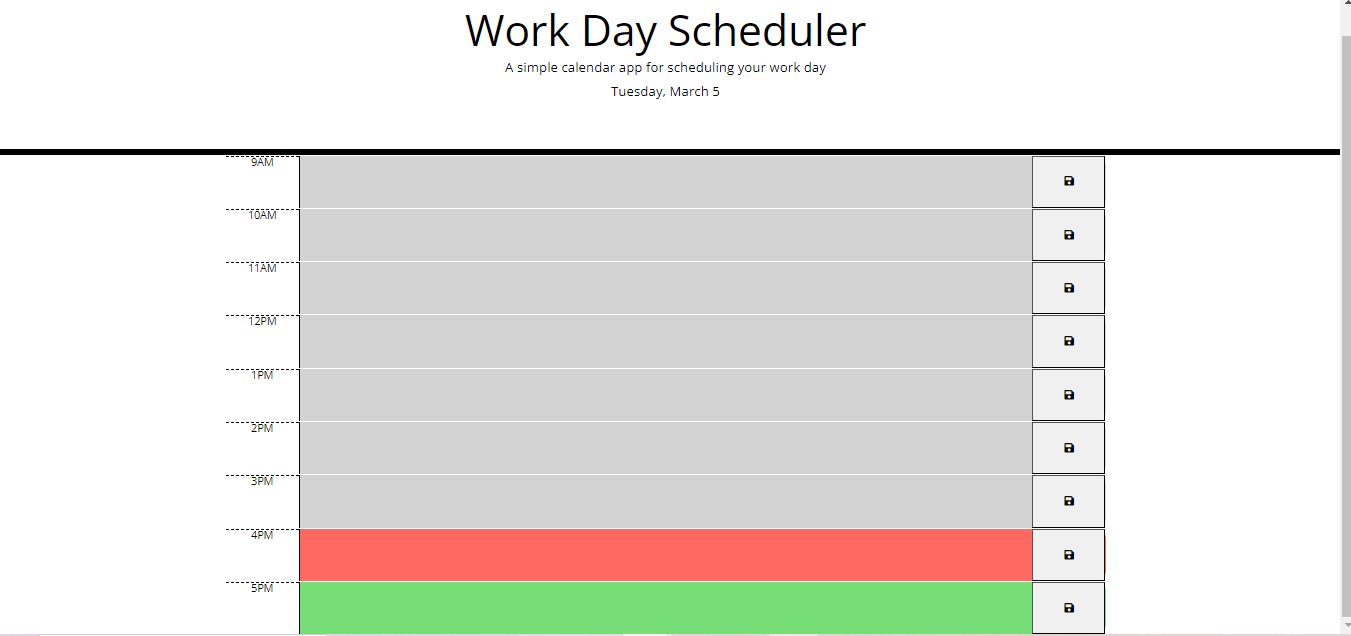 Work Day Scheduler
A simple calendar app for scheduling your work day
Tuesday, March 5
9AM
10AM
11AM
12PM
1PM
2PM
3PM
4PM
5PM